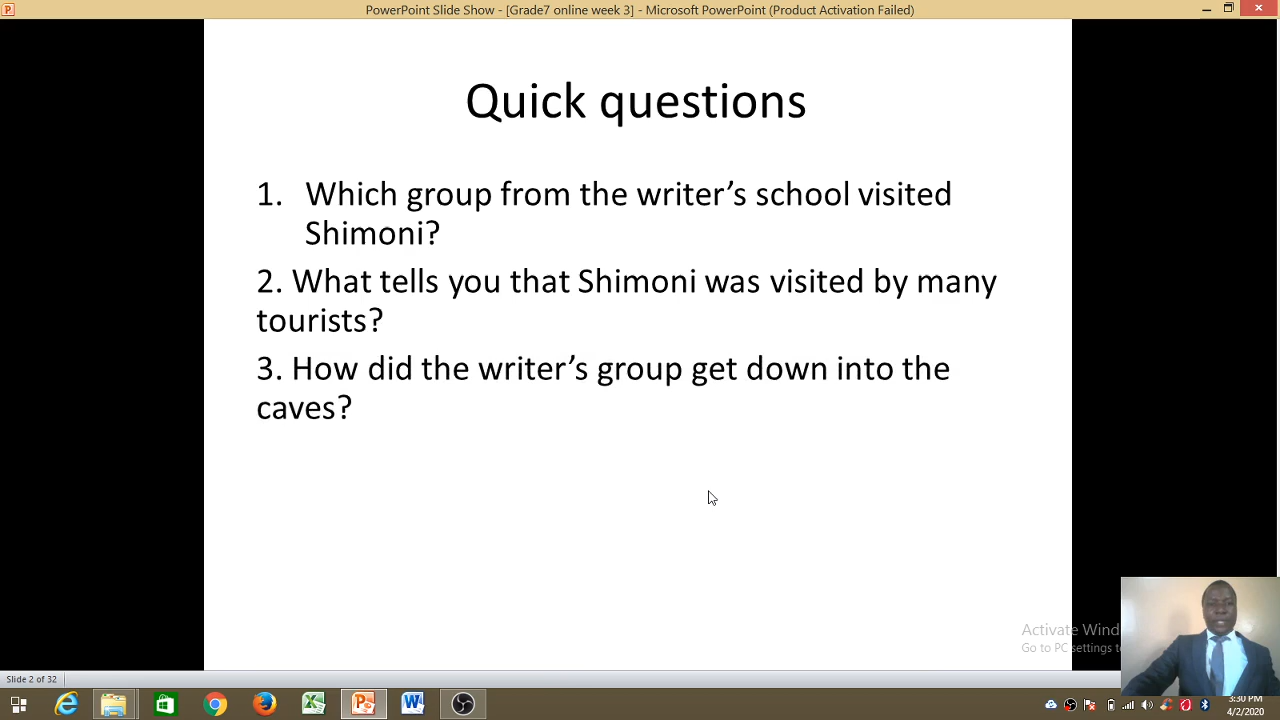 PowerPoint Slide Show - [Grade7 online week 3] - Microsoft PowerPoint (Product Activation Failed)
Quick questions
1. Which group from the writer’s school visited
Shimoni?
2. What tells you that Shimoni was visited by many
tourists?
3. How did the writer’s group get down into the
caves?
Activate Wind
Go to PC settings t
Slide 2 of 32
3:30 PM
4/2/2020